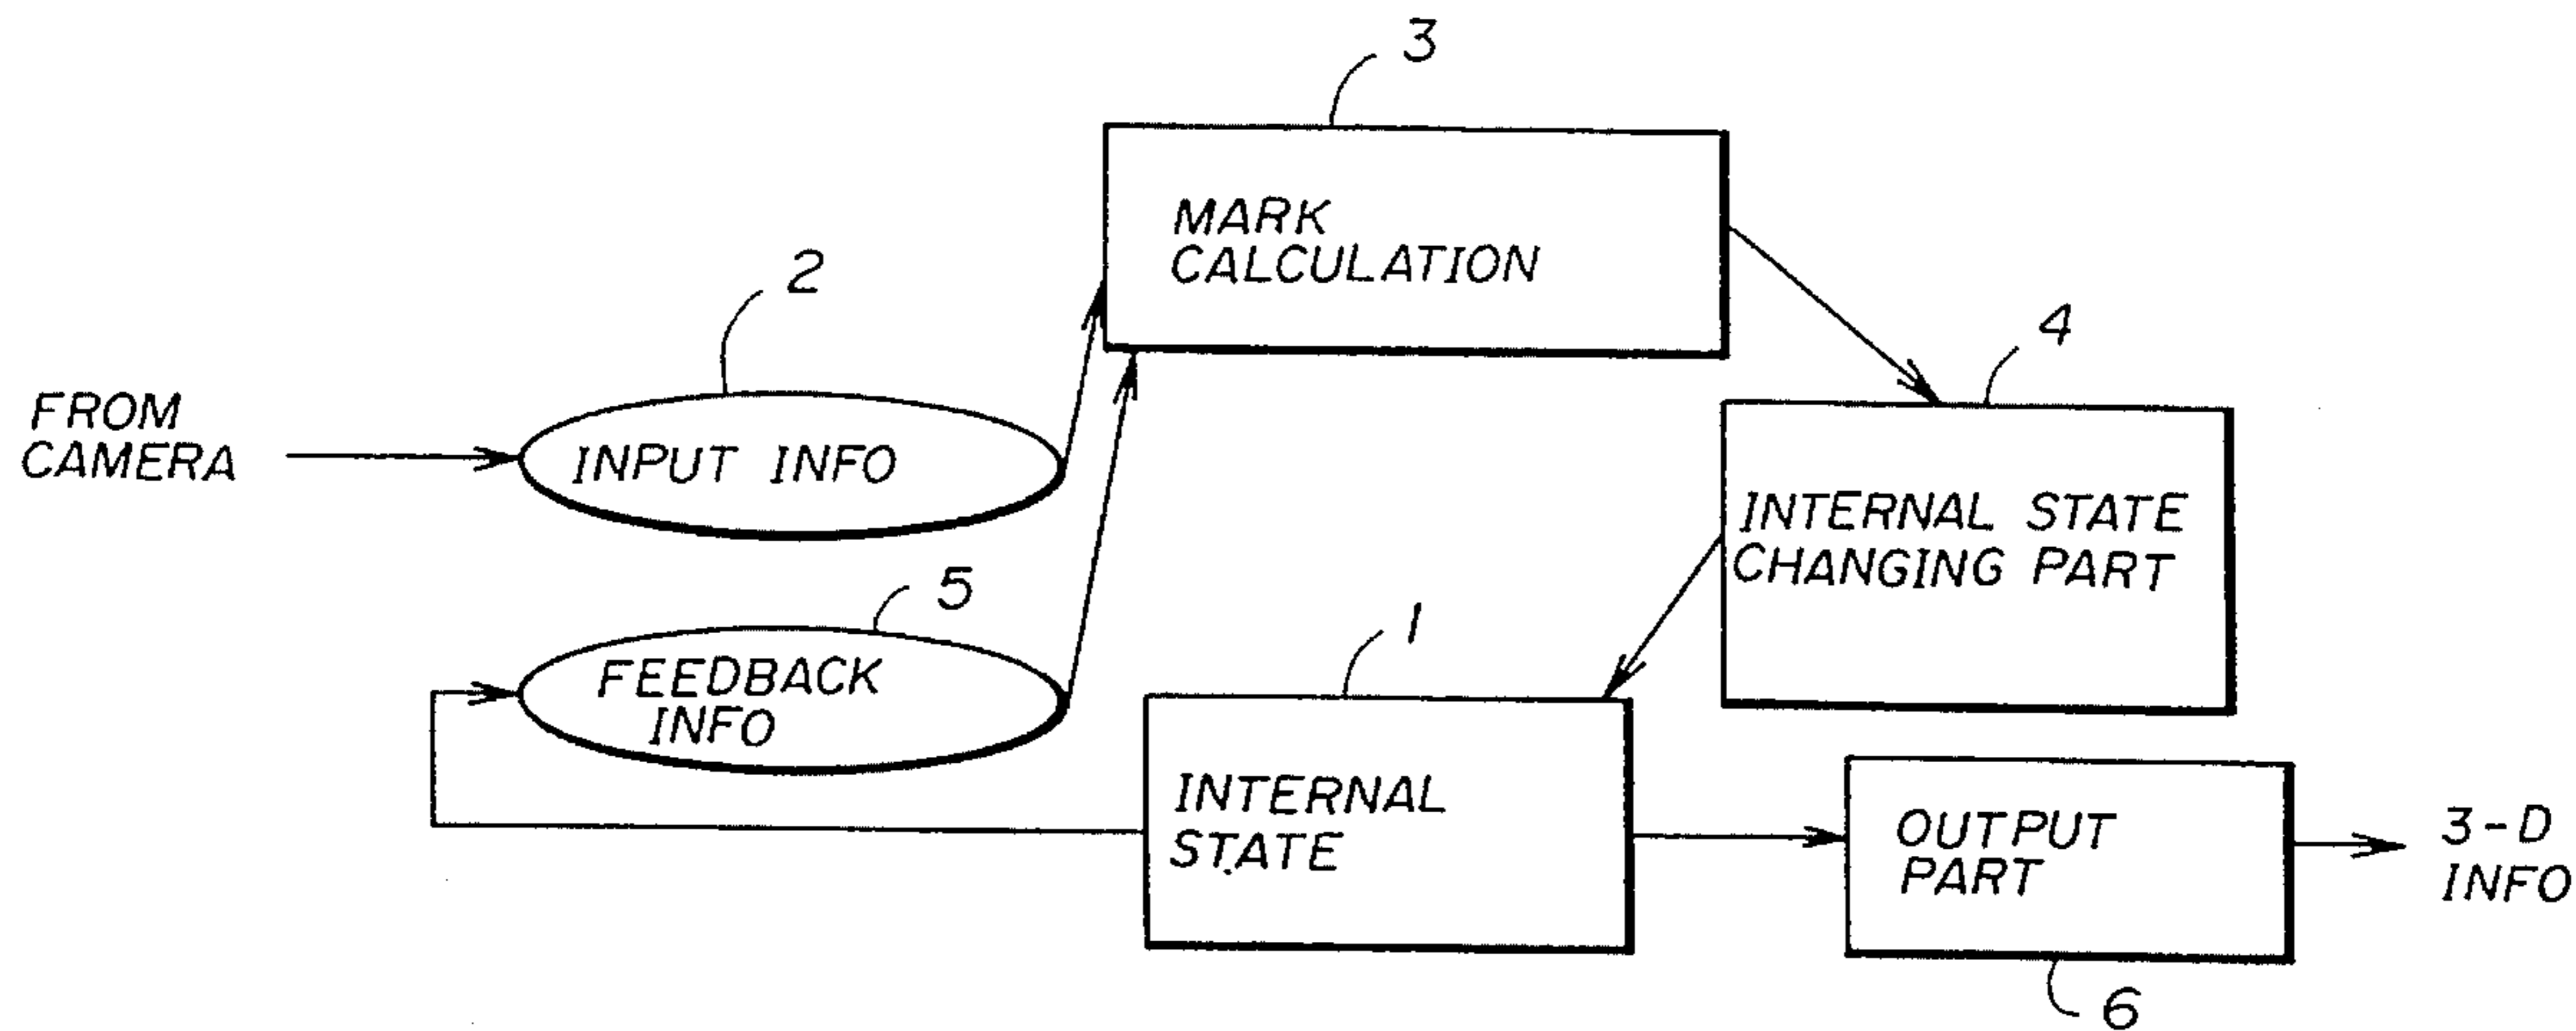 3
MARK
CALCULATION
2
4
FROM
CAMERA
INPUT INFO
INTERNAL STATE
CHANGING PART
5
FEEDBACK
INFO
1
INTERNAL
STATE
OUTPUT
PART
3-D
INFO
6